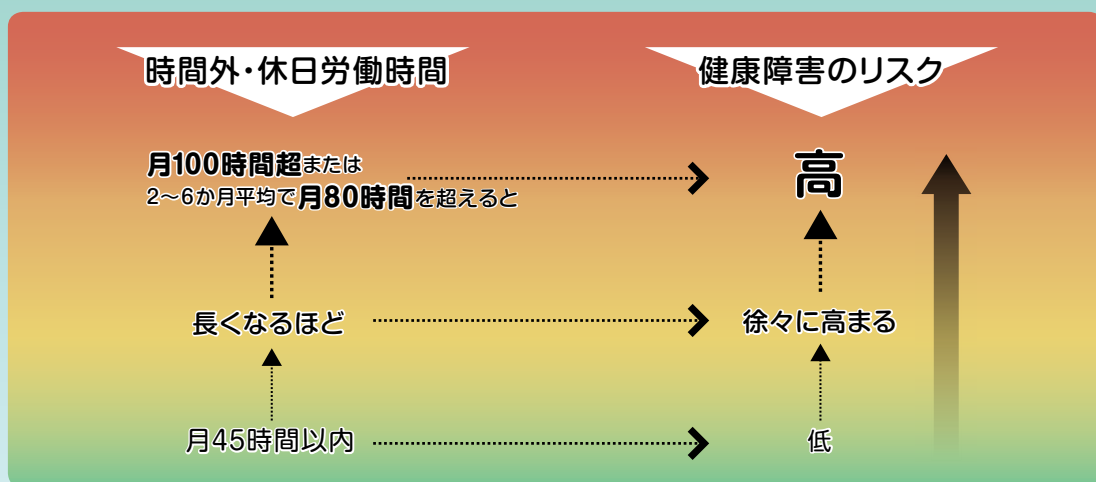 時間外・休日労働時間
健康障害のリスク
月100時間超または
2〜6か月平均で月80時間を超えると
高
長くなるほど
徐々に高まる
月45時間以内
低